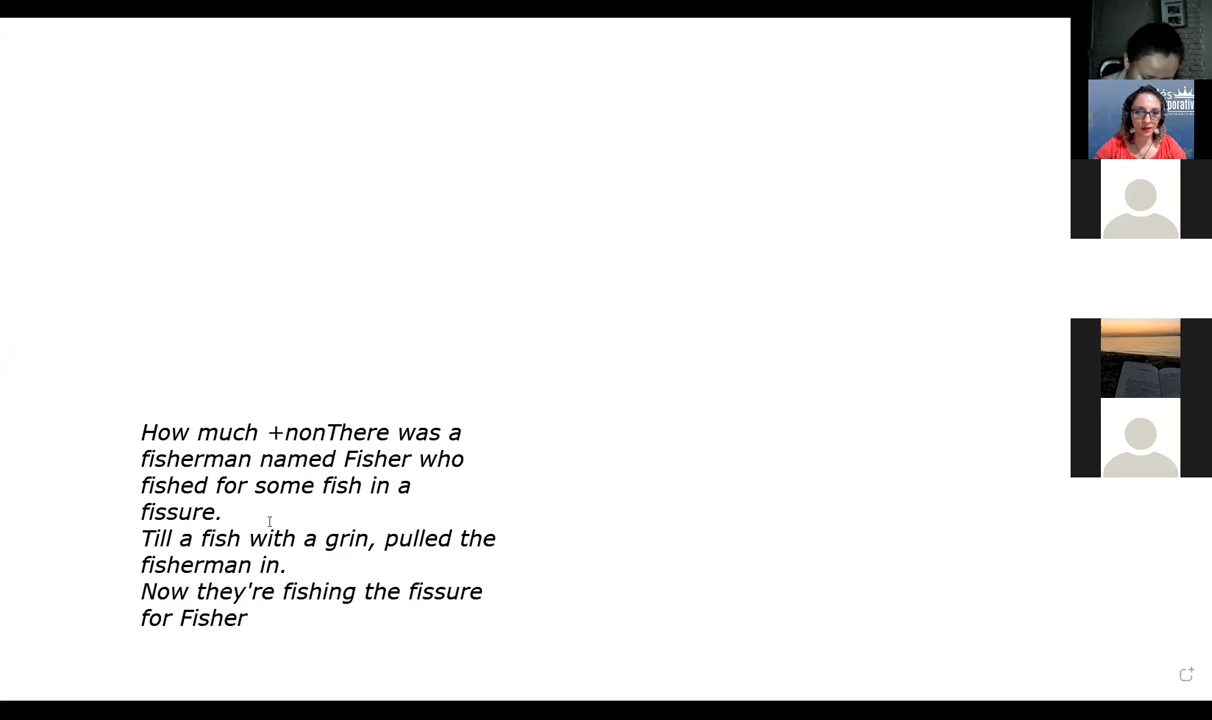 How much +nonThere was a
fisherman named Fisher who
fished for some fish in a
fissure.
Till a fish with a grin, pulled the
fisherman in.
Now they're fishing the fissure
for Fisher